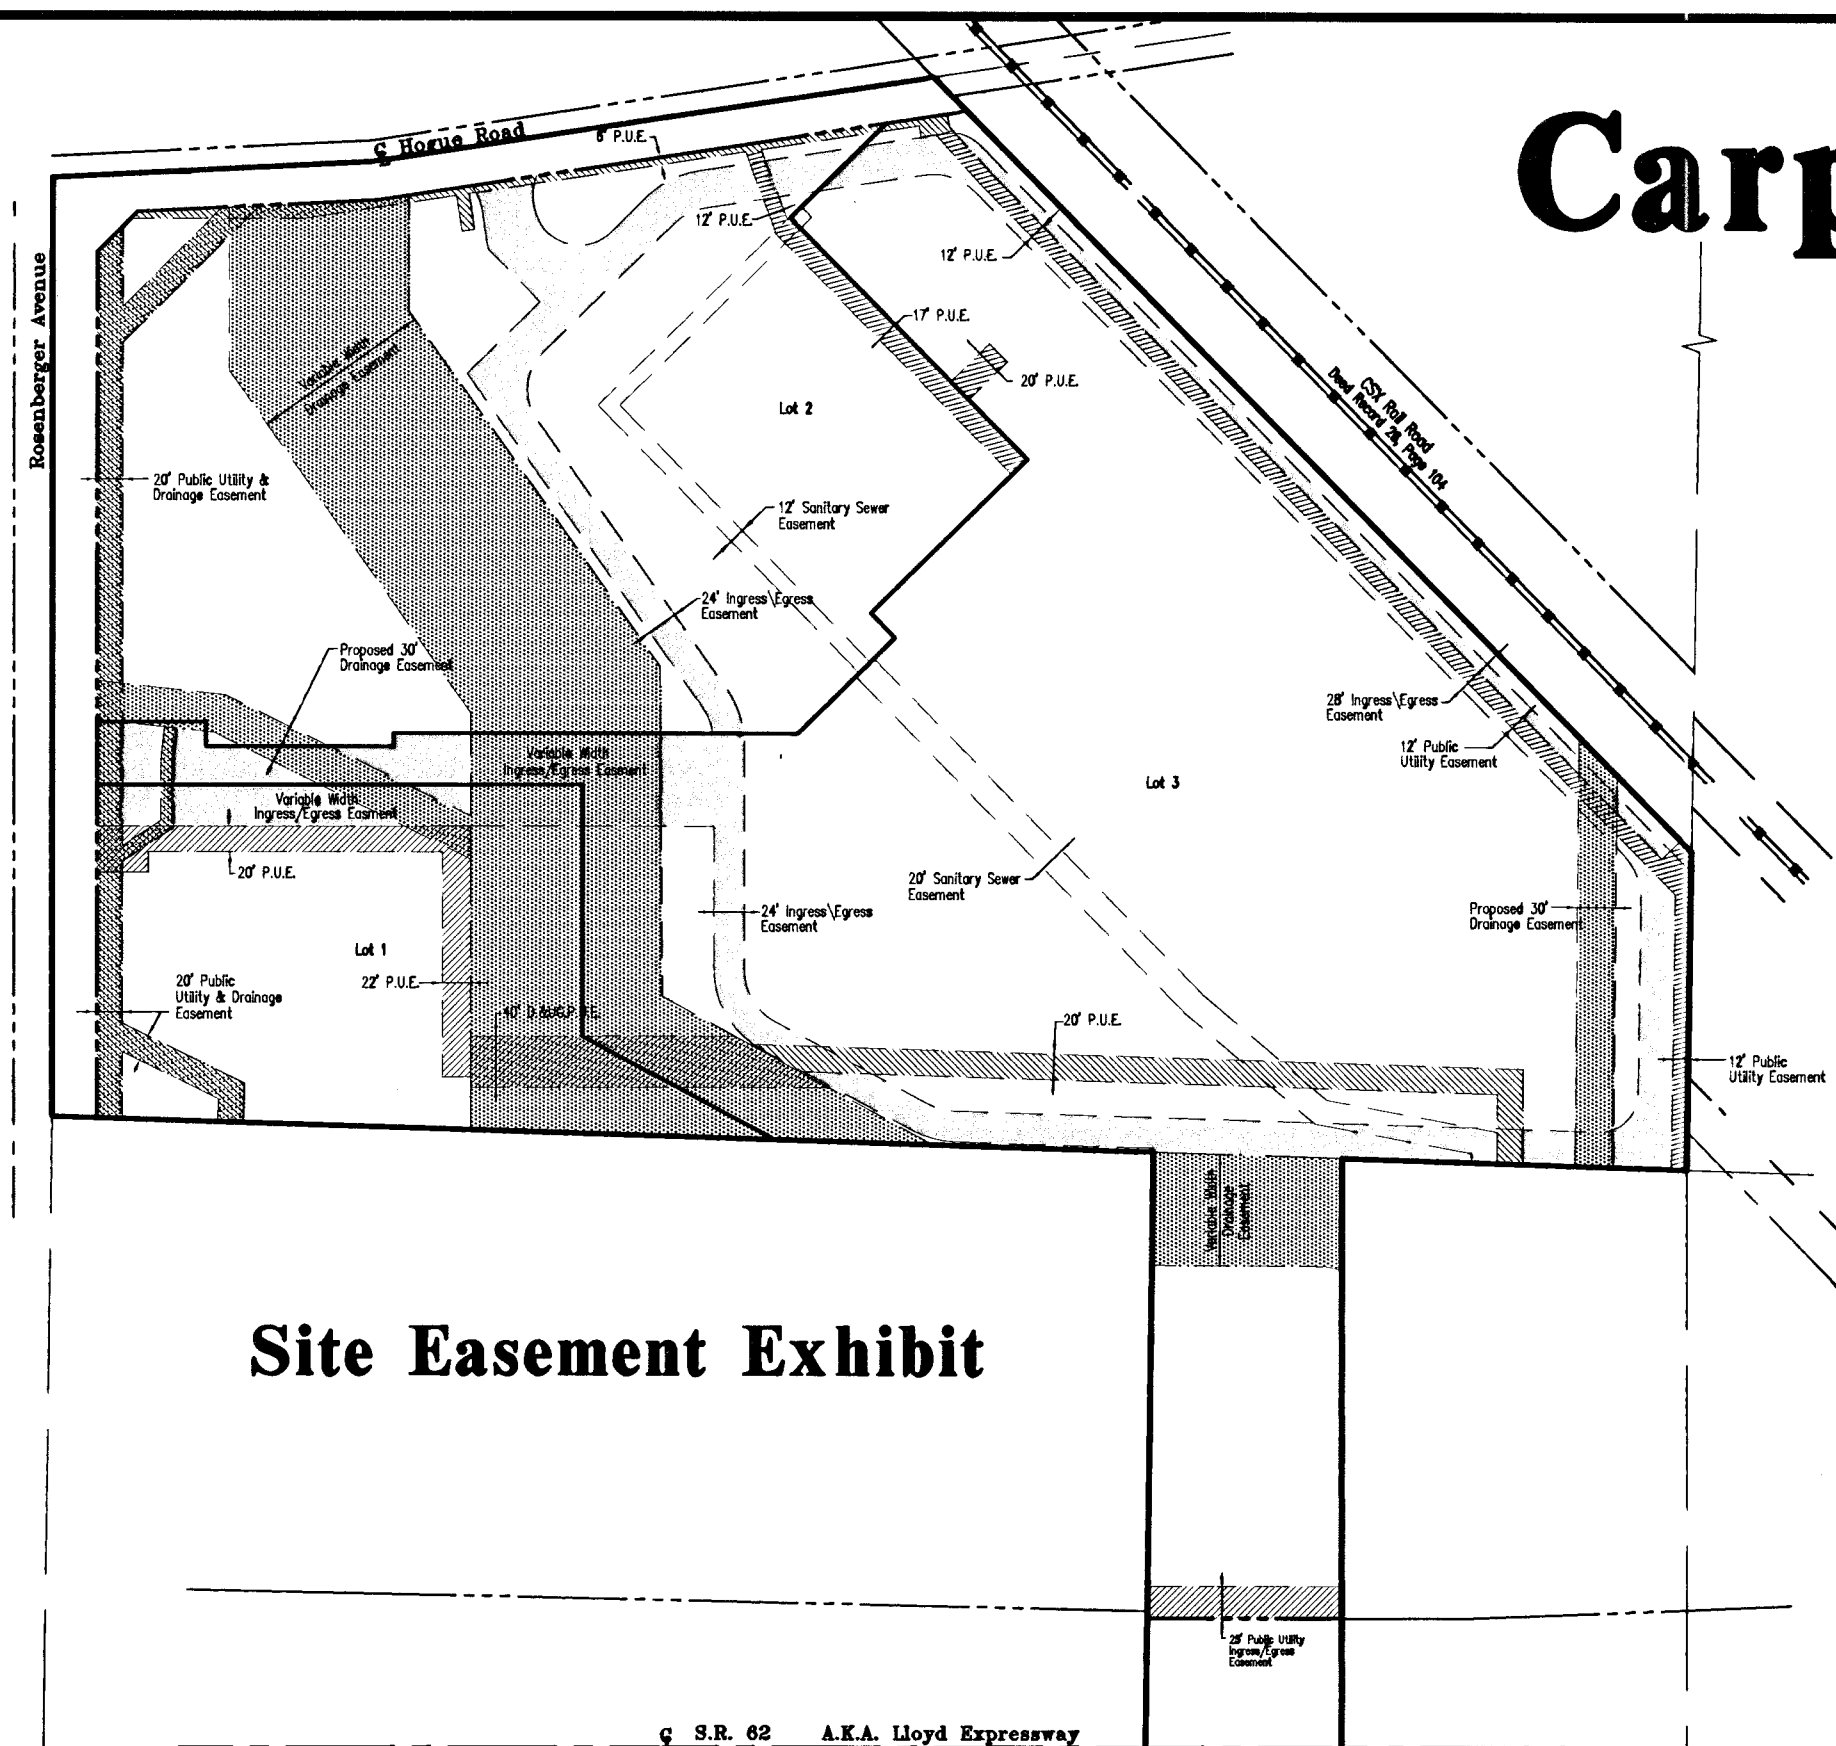 Carp
℄ Hogue Road
6' P.U.E.
12' P.U.E.
12' P.U.E.
17' P.U.E.
20' P.U.E.
Rosenberger Avenue
Variable Width
Drainage Easement
Lot 2
CSX Rail Road
Deed Record 28, Page 104
20' Public Utility &
Drainage Easement
12' Sanitary Sewer
Easement
24' Ingress\Egress
Easement
Proposed 30'
Drainage Easement
28' Ingress\Egress
Easement
12' Public
Utility Easement
Variable Width
Ingress/Egress Easment
Lot 3
Variable Width
Ingress/Egress Easment
20' P.U.E.
20' Sanitary Sewer
Easement
24' Ingress\Egress
Easement
Proposed 30'
Drainage Easement
Lot 1
22' P.U.E.
20' Public
Utility & Drainage
Easement
20' P.U.E.
12' Public
Utility Easement
Variable Width
Drainage
Easement
Site Easement Exhibit
25' Public Utility
Ingress/Egress
Easement
℄ S.R. 62 A.K.A. Lloyd Expressway